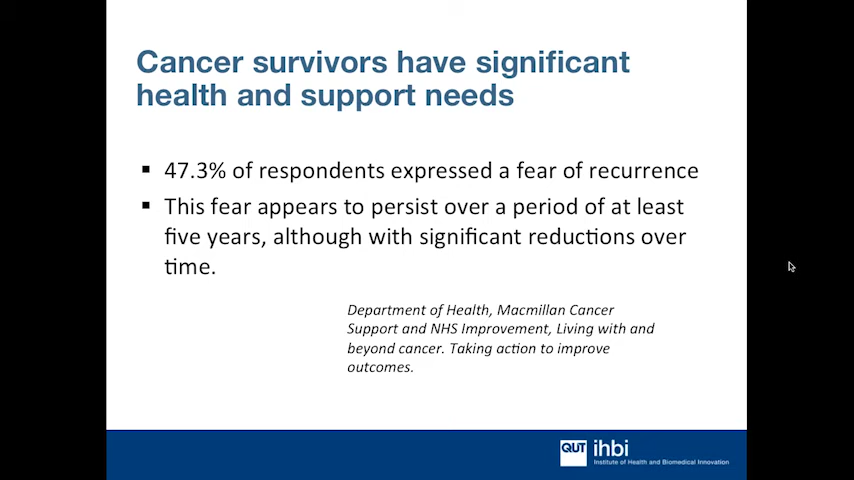 Cancer survivors have significant
health and support needs
▪ 47.3% of respondents expressed a fear of recurrence
▪ This fear appears to persist over a period of at least
five years, although with significant reductions over
time.
Department of Health, Macmillan Cancer
Support and NHS Improvement, Living with and
beyond cancer. Taking action to improve
outcomes.
QUT ihbi
Institute of Health and Biomedical Innovation